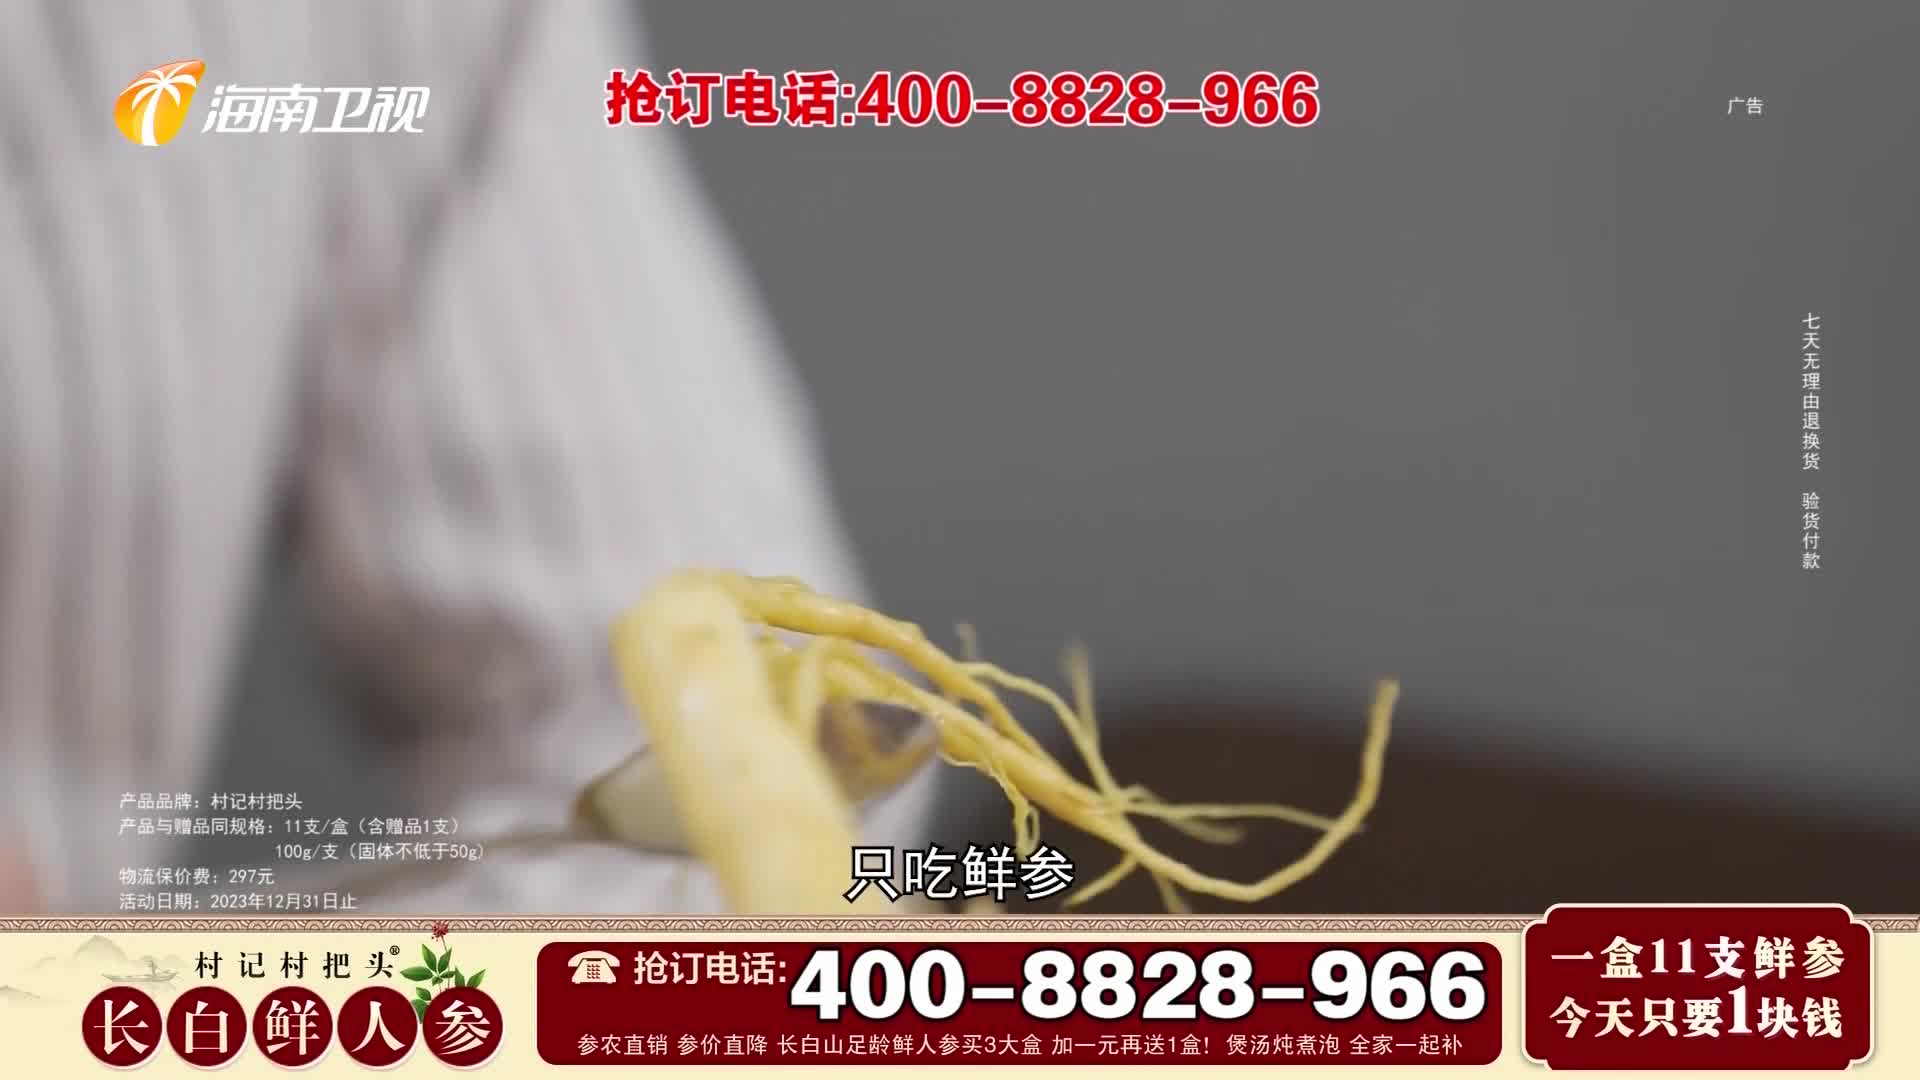 海南卫视
抢订电话:400-8828-966
广告
七天无理由退换货 验货付款
产品品牌：村记村把头
产品与赠品同规格：11支/盒（含赠品1支）
100g/支（固体不低于50g)
物流保价费：297元
活动日期：2023年12月31日止
只吃鲜参
村记村把头®
长白鲜人参
抢订电话:400-8828-966
参农直销 参价直降 长白山足龄鲜人参买3大盒 加一元再送1盒! 煲汤炖煮泡 全家一起补
一盒11支鲜参
今天只要1块钱